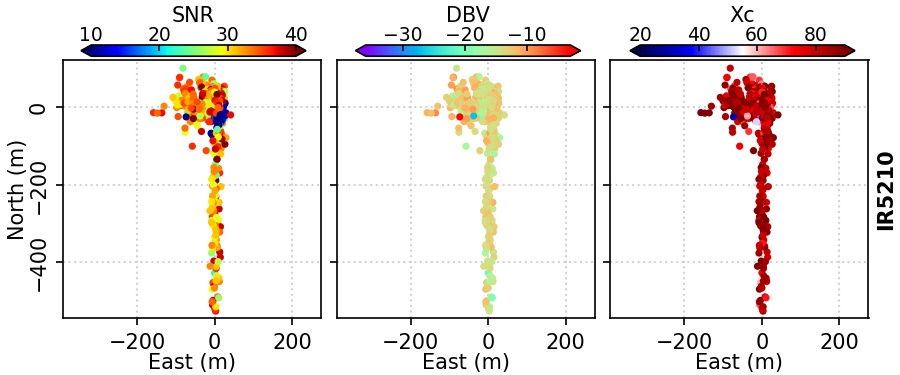 SNR DBV Xc
10 20 30 40 −30 −20 −10 20 40 60 80
North (m)
0
−200
−400
IR5210
−200 0 200 −200 0 200 −200 0 200
East (m) East (m) East (m)